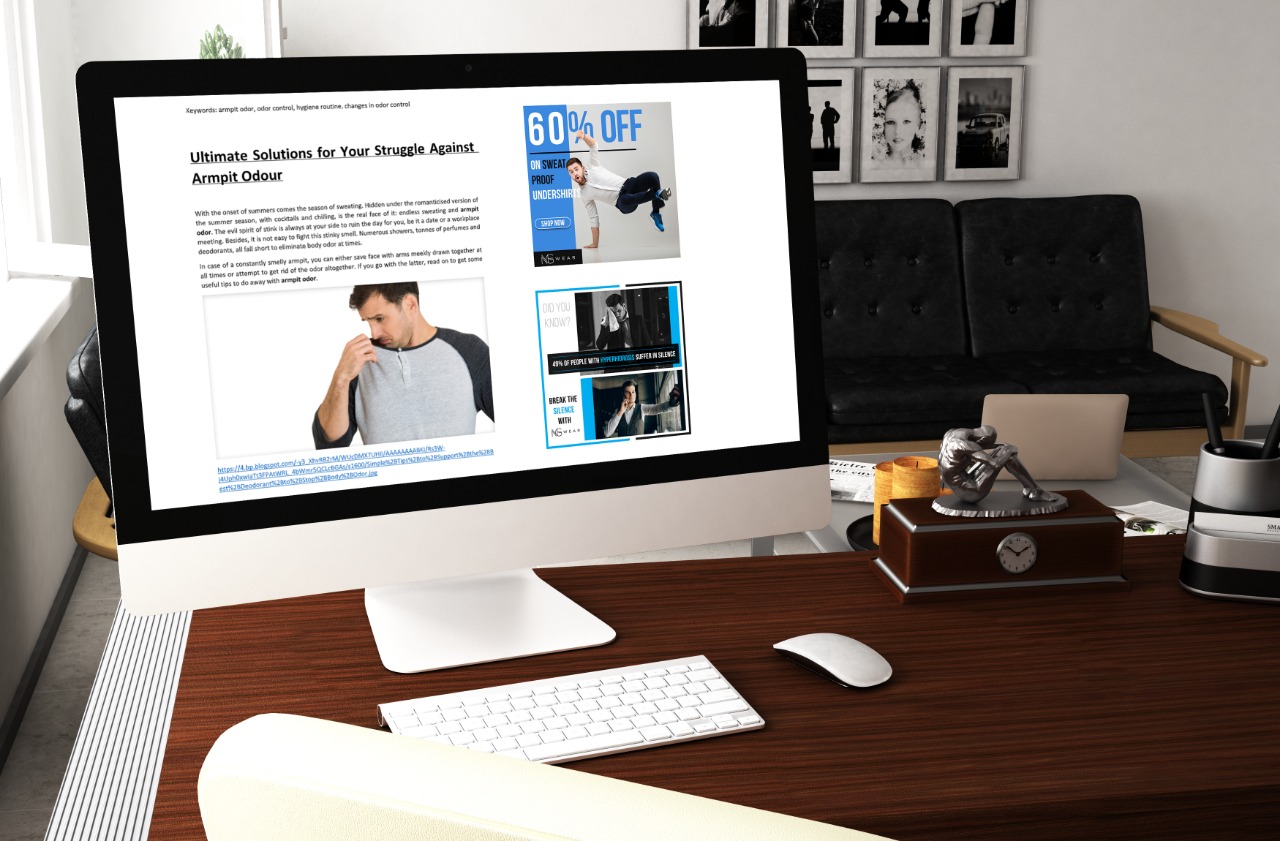 Keywords: armpit odor, odor control, hygiene routine, changes in odor control
Ultimate Solutions for Your Struggle Against
Armpit Odour
With the onset of summers comes the season of sweating. Hidden under the romanticised version of
the summer season, with cocktails and chilling, is the real face of it: endless sweating and armpit
odor. The evil spirit of stink is always at your side to ruin the day for you, be it a date or a workplace
meeting. Besides, it is not easy to fight this stinky smell. Numerous showers, tonnes of perfumes and
deodorants, all fall short to eliminate body odor at times.
In case of a constantly smelly armpit, you can either save face with arms meekly drawn together at
all times or attempt to get rid of the odor altogether. If you go with the latter, read on to get some
useful tips to do away with armpit odor.
60% OFF
ON SWEAT
PROOF
UNDERSHIRTS
SHOP NOW
NS WEAR
DID YOU
KNOW?
49% OF PEOPLE WITH HYPERHIDROSIS SUFFER IN SILENCE
BREAK THE
SILENCE
WITH
NS WEAR